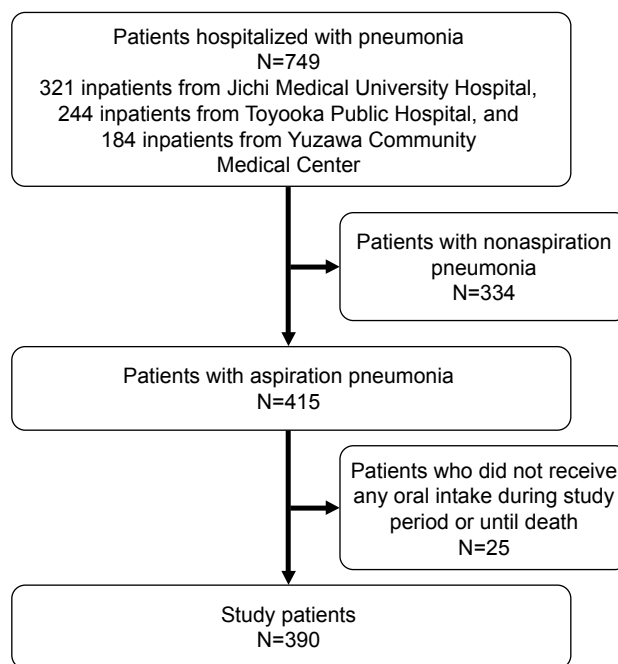 Patients hospitalized with pneumonia
N=749
321 inpatients from Jichi Medical University Hospital,
244 inpatients from Toyooka Public Hospital, and
184 inpatients from Yuzawa Community
Medical Center
Patients with nonaspiration
pneumonia
N=334
Patients with aspiration pneumonia
N=415
Patients who did not receive
any oral intake during study
period or until death
N=25
Study patients
N=390